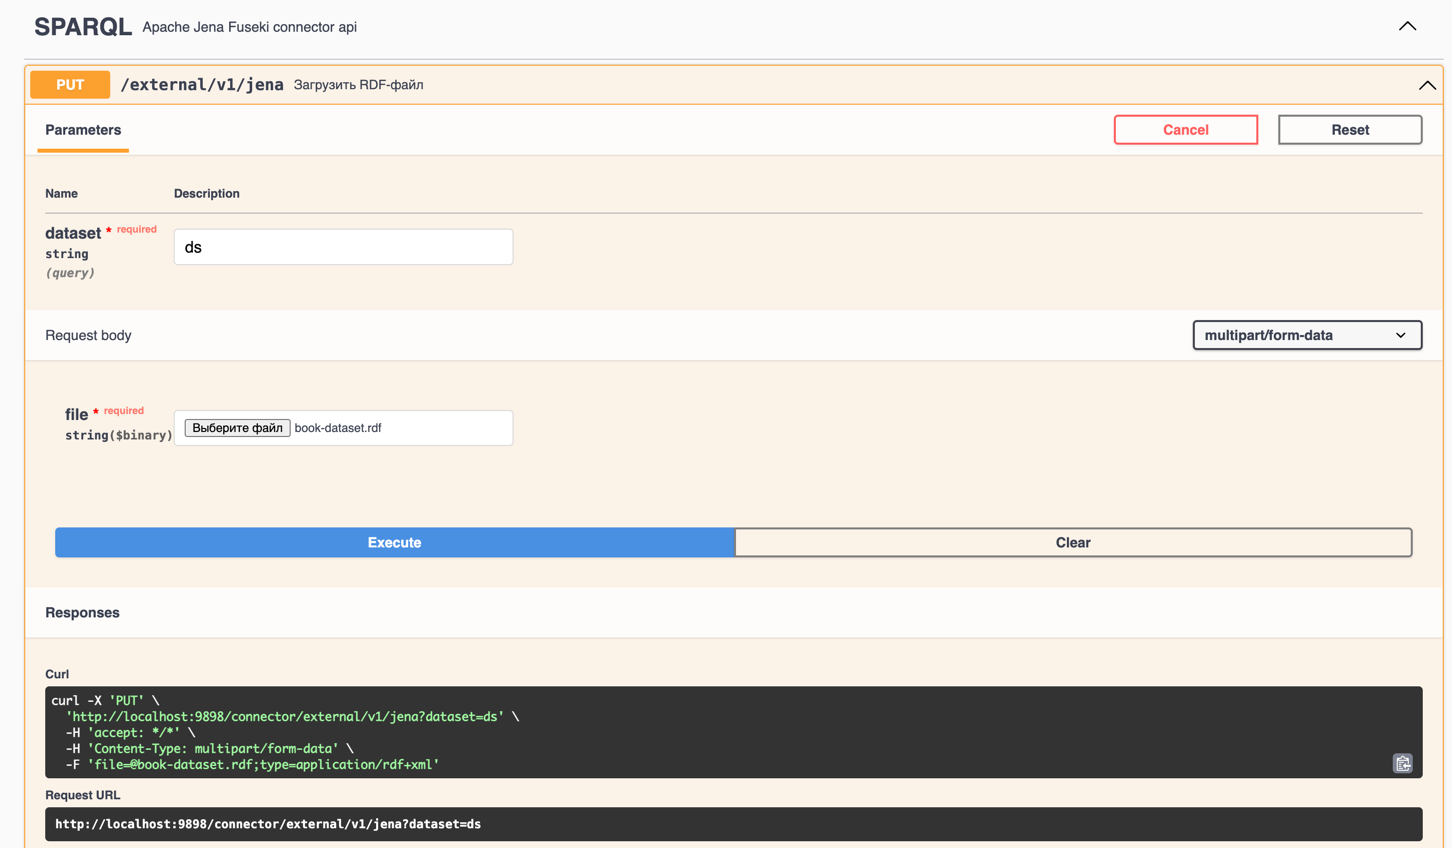 SPARQL Apache Jena Fuseki connector api
PUT /external/v1/jena Загрузить RDF-файл
Parameters Cancel Reset
Name Description
dataset * required
string
(query)
ds
Request body multipart/form-data
file * required
string($binary)
Выберите файл book-dataset.rdf
Execute Clear
Responses
Curl
curl -X 'PUT' \
'http://localhost:9898/connector/external/v1/jena?dataset=ds' \
-H 'accept: */*' \
-H 'Content-Type: multipart/form-data' \
-F 'file=@book-dataset.rdf;type=application/rdf+xml'
Request URL
http://localhost:9898/connector/external/v1/jena?dataset=ds